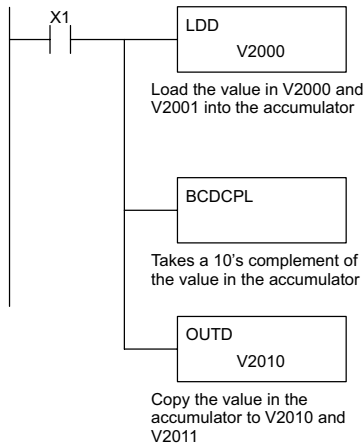 X1
LDD
V2000
Load the value in V2000 and
V2001 into the accumulator
BCDCPL
Takes a 10's complement of
the value in the accumulator
OUTD
V2010
Copy the value in the
accumulator to V2010 and
V2011